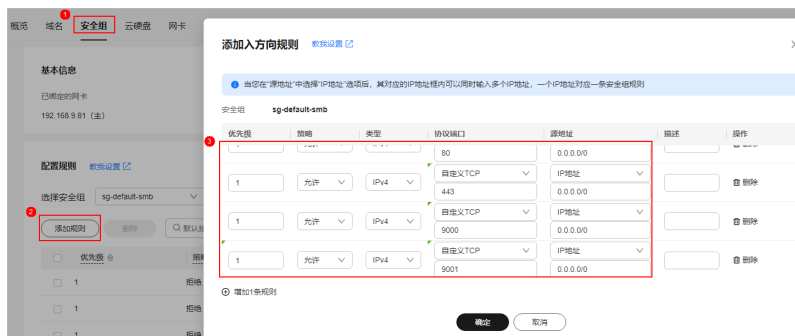 概览 域名 安全组 云硬盘 网卡
1
基本信息
已绑定的网卡
192.168.9.81（主）
配置规则 教我设置
选择安全组 sg-default-smb
2
添加规则 删除
优先级
1 拒绝
1 拒绝
1 拒绝
添加入方向规则 教我设置
当您在"源地址"中选择"IP地址"选项后，其对应的IP地址框内可以同时输入多个IP地址，一个IP地址对应一条安全组规则
安全组 sg-default-smb
优先级 策略 类型 协议端口 源地址 描述 操作
3
80 0.0.0.0/0
自定义TCP IP地址
1 允许 IPv4 删除
443 0.0.0.0/0
自定义TCP IP地址
1 允许 IPv4 删除
9000 0.0.0.0/0
自定义TCP IP地址
1 允许 IPv4 删除
9001 0.0.0.0/0
增加1条规则
确定 取消